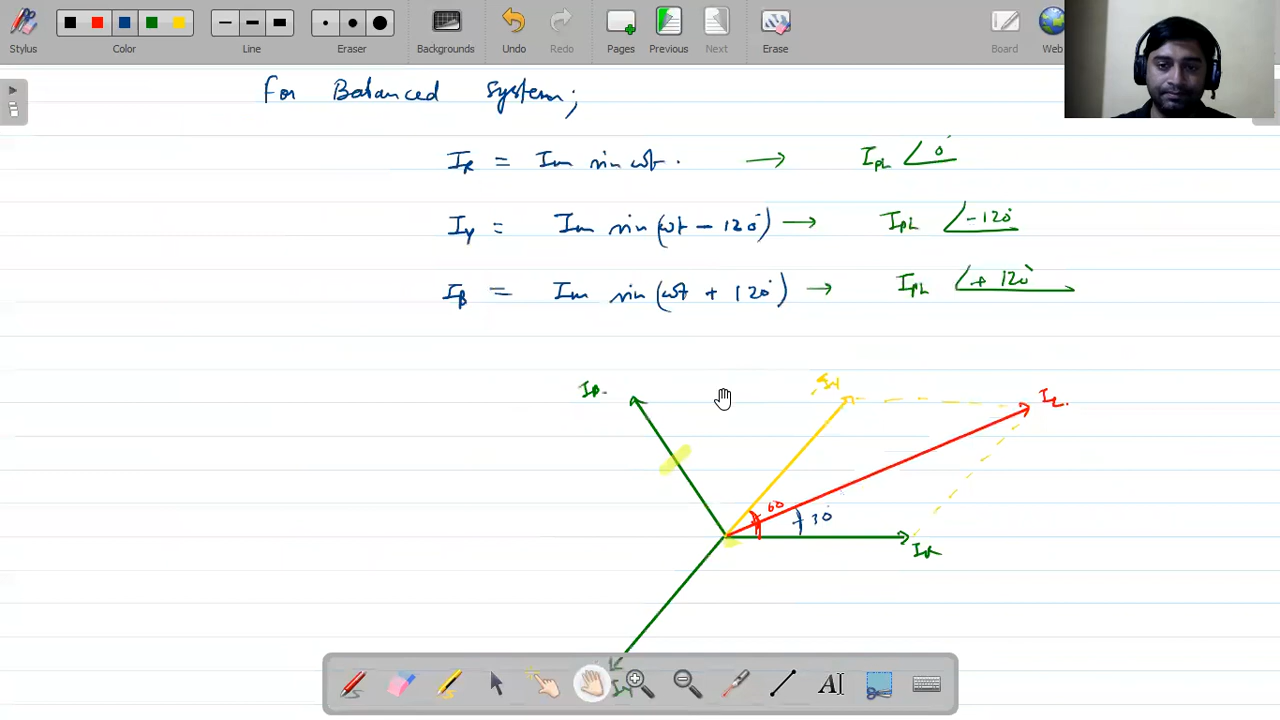 Stylus Color Line Eraser Backgrounds Undo Redo Pages Previous Next Erase Board Web
for Balanced system;
IR = Im sin ωt. → Iph ∠0°
IY = Im sin(ωt - 120°) → Iph ∠-120°
IB = Im sin(ωt + 120°) → Iph ∠+120°
IB
-IY
IL.
60
30°
IR
IY